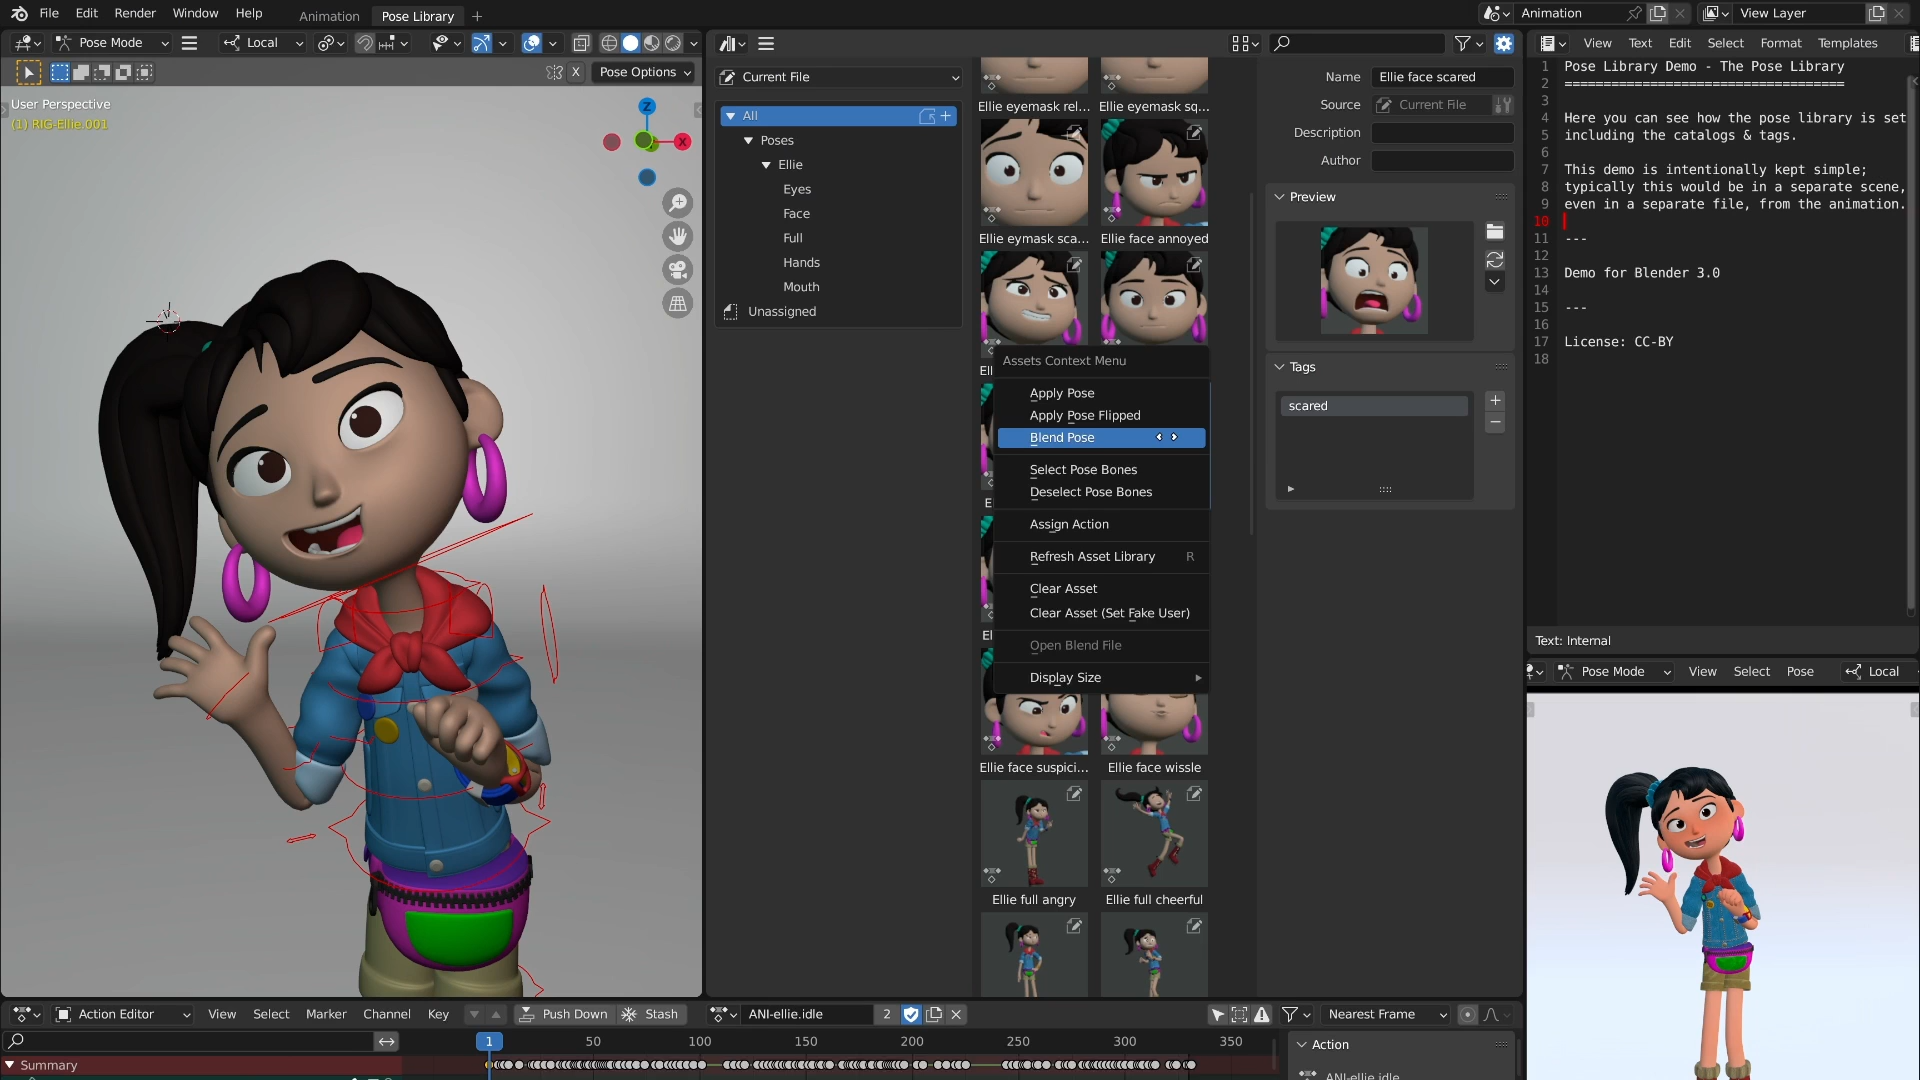 File Edit Render Window Help Animation Pose Library + Animation View Layer
Pose Mode Local
X Pose Options
User Perspective
(1) RIG-Ellie.001
Z
X
Current File
All
Poses
Ellie
Eyes
Face
Full
Hands
Mouth
Unassigned
Ellie eyemask rel... Ellie eyemask sq...
Ellie eymask sca... Ellie face annoyed
Assets Context Menu
Apply Pose
Apply Pose Flipped
Blend Pose
Select Pose Bones
Deselect Pose Bones
Assign Action
Refresh Asset Library R
Clear Asset
Clear Asset (Set Fake User)
Open Blend File
Display Size
Ellie face suspici... Ellie face wissle
Ellie full angry Ellie full cheerful
Name Ellie face scared
Source Current File
Description
Author
Preview
Tags
scared
View Text Edit Select Format Templates
1 Pose Library Demo - The Pose Library
2 ====================================
3
4 Here you can see how the pose library is set
5 including the catalogs & tags.
6
7 This demo is intentionally kept simple;
8 typically this would be in a separate scene,
9 even in a separate file, from the animation.
10
11 ---
12
13 Demo for Blender 3.0
14
15 ---
16
17 License: CC-BY
18
Text: Internal
Pose Mode View Select Pose Local
Action Editor View Select Marker Channel Key Push Down Stash ANI-ellie.idle 2 Nearest Frame
1 50 100 150 200 250 300 350
Summary
Action
ANI-ellie.idle